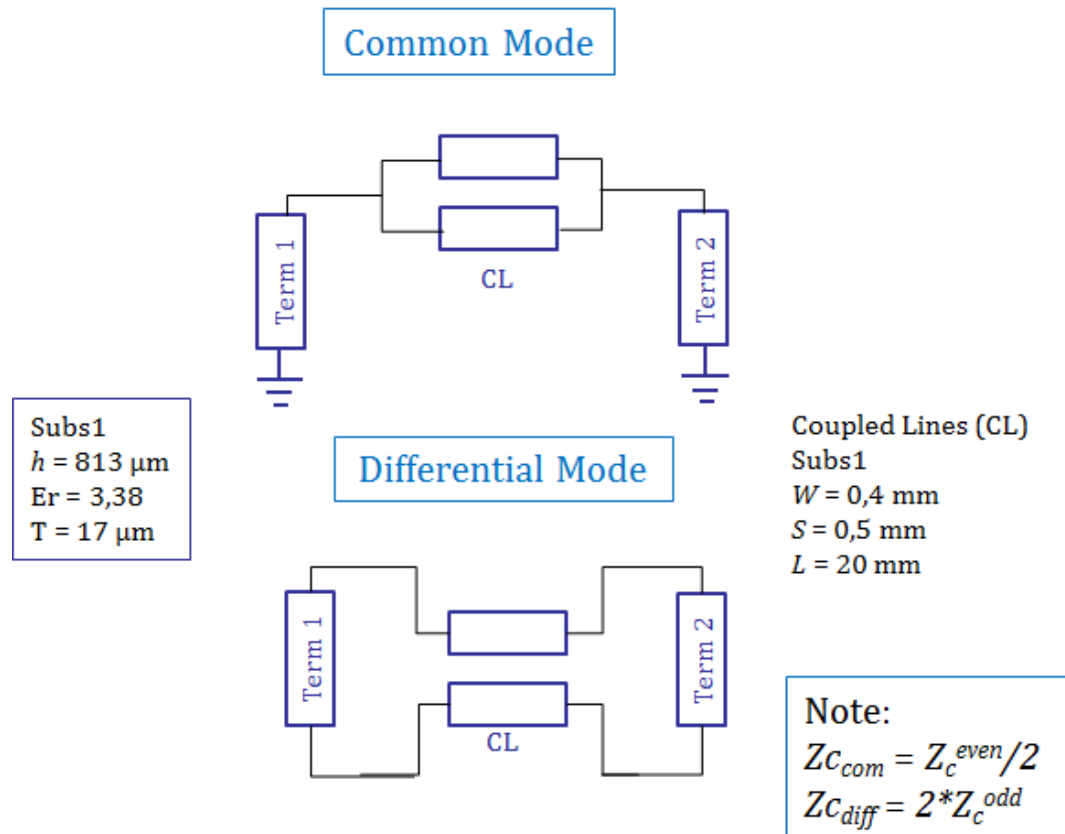 Common Mode
Term 1
CL
Term 2
Subs1
h = 813 µm
Er = 3,38
T = 17 µm
Differential Mode
Coupled Lines (CL)
Subs1
W = 0,4 mm
S = 0,5 mm
L = 20 mm
Term 1
CL
Term 2
Note:
Zc_com = Z_c^even/2
Zc_diff = 2*Z_c^odd